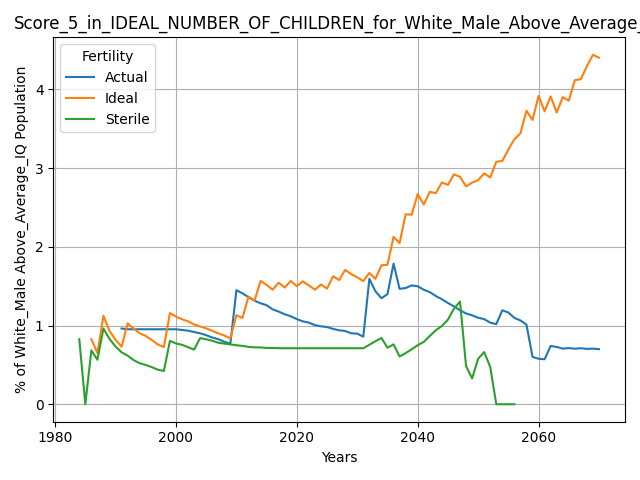 Score_5_in_IDEAL_NUMBER_OF_CHILDREN_for_White_Male_Above_Average_
Fertility
Actual
Ideal
Sterile
% of White_Male Above_Average_IQ Population
4
3
2
1
0
1980 2000 2020 2040 2060
Years